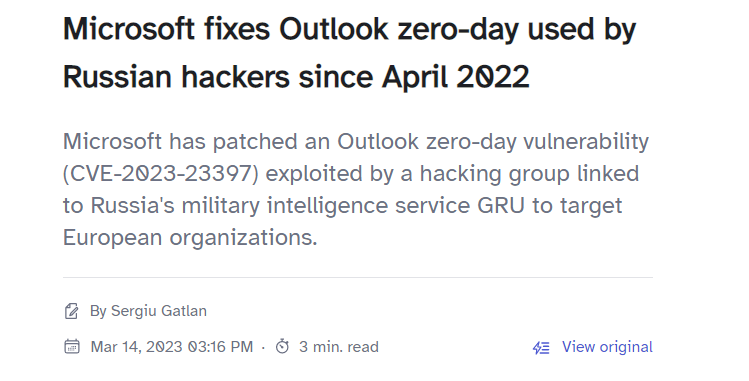 Microsoft fixes Outlook zero-day used by
Russian hackers since April 2022
Microsoft has patched an Outlook zero-day vulnerability
(CVE-2023-23397) exploited by a hacking group linked
to Russia's military intelligence service GRU to target
European organizations.
By Sergiu Gatlan
Mar 14, 2023 03:16 PM · 3 min. read View original